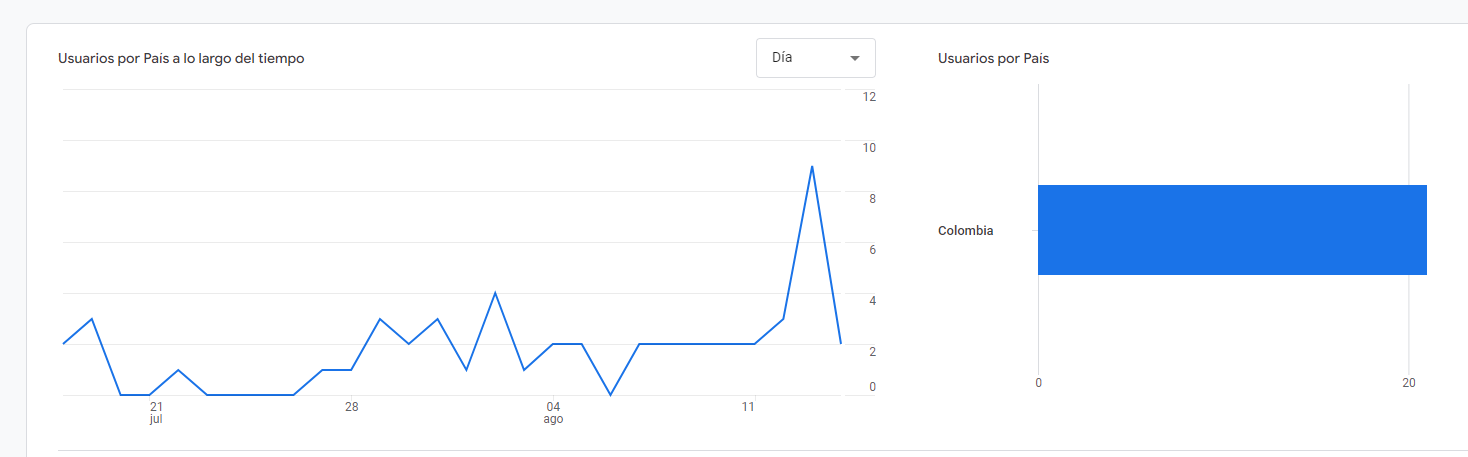 Usuarios por País a lo largo del tiempo
Día
12
10
8
6
4
2
0
21
jul
28
04
ago
11
Usuarios por País
Colombia
0
20